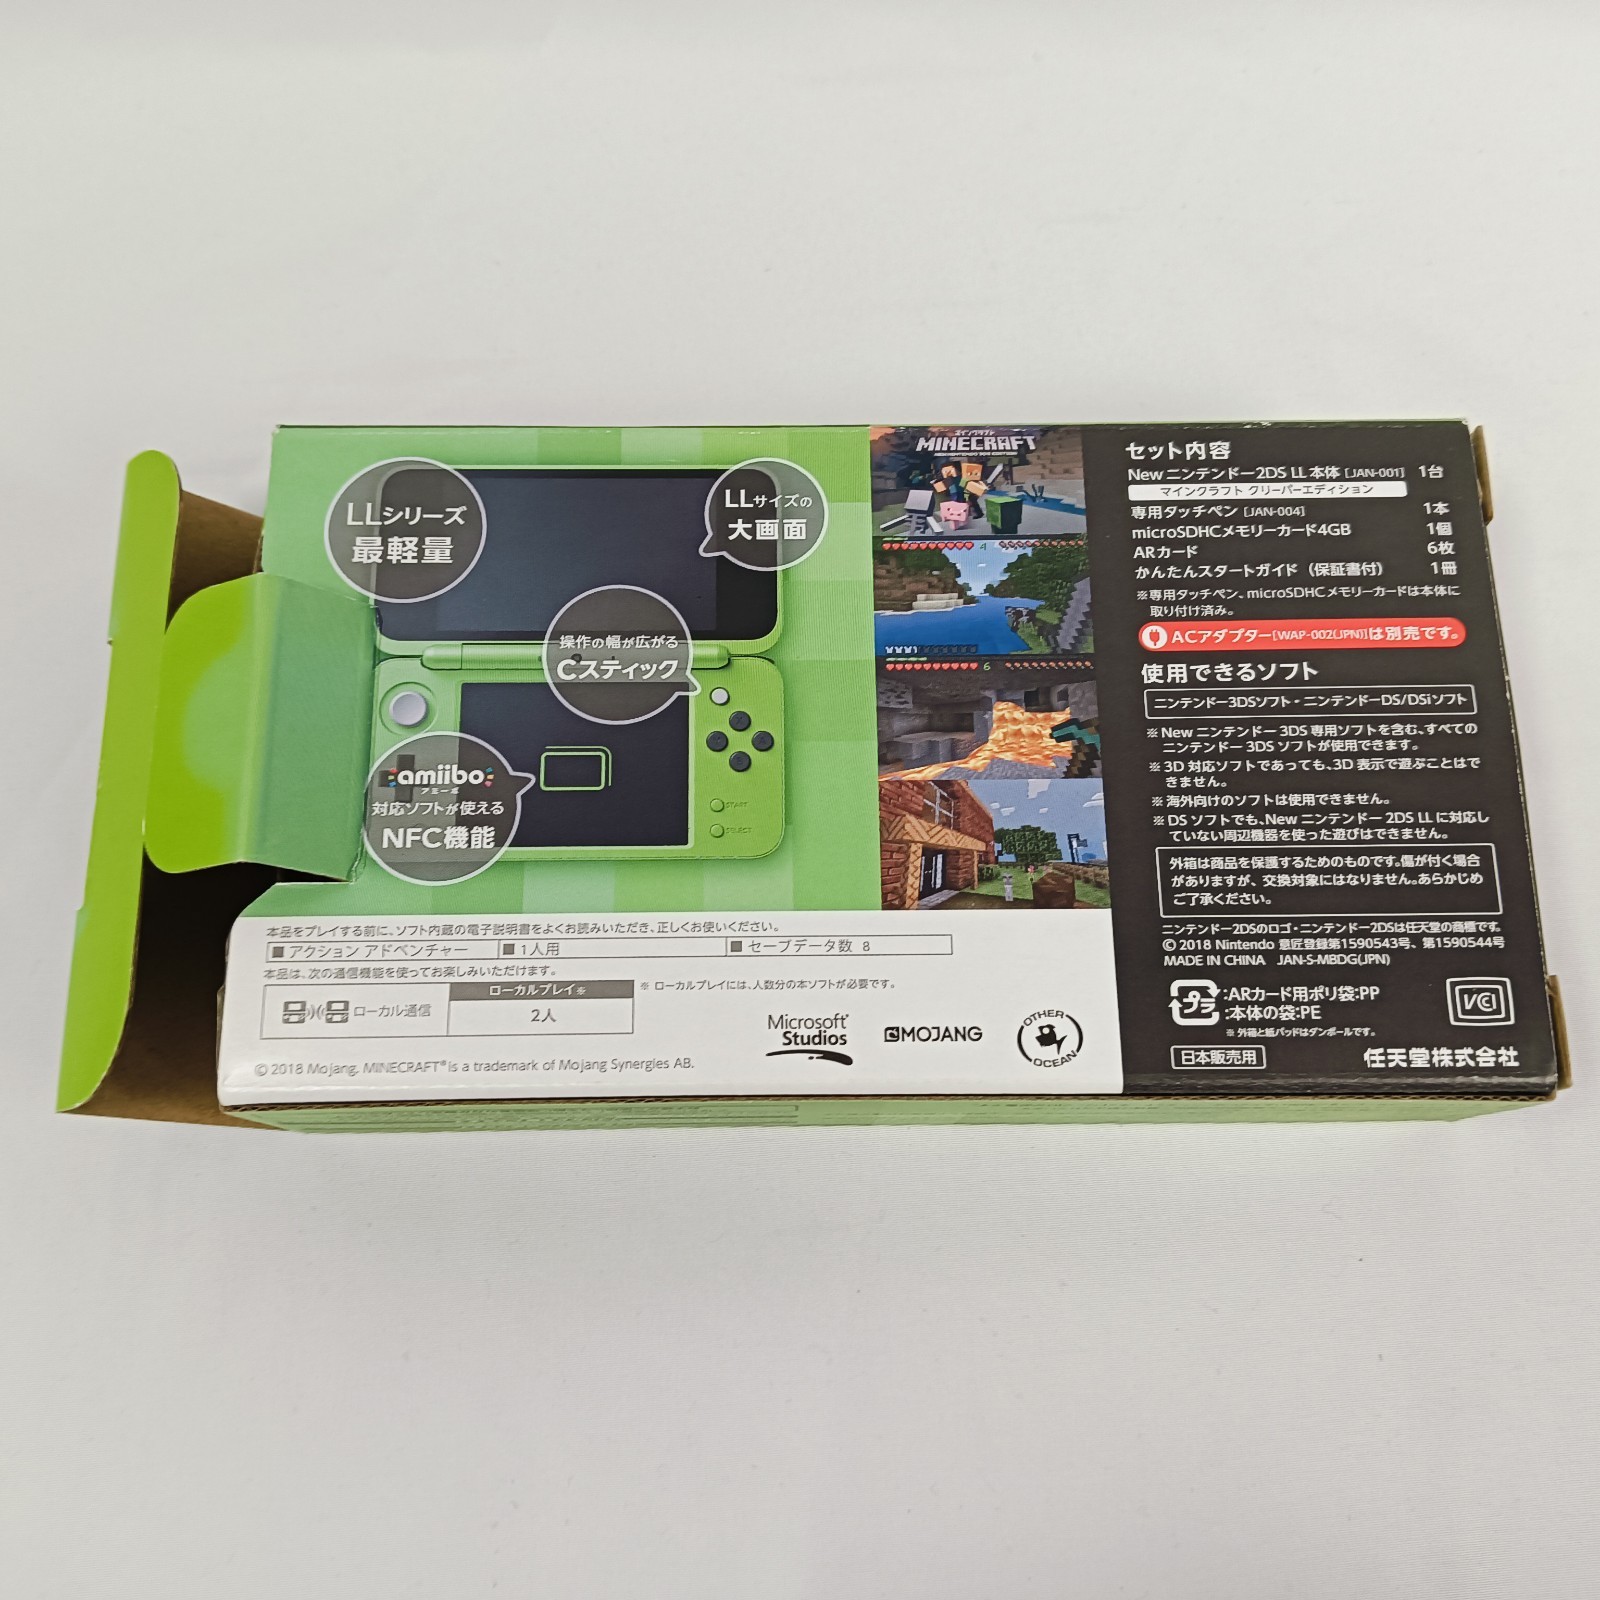 LLシリーズ
最軽量
LLサイズの
大画面
操作の幅が広がる
Cスティック
amiibo
アミーボ
対応ソフトが使える
NFC機能
START
SELECT
マインクラフト
MINECRAFT
NEW NINTENDO 3DS EDITION
4
6
本品をプレイする前に、ソフト内蔵の電子説明書をよくお読みいただき、正しくお使いください。
■ アクション アドベンチャー ■ 1人用 ■ セーブデータ数 8
本品は、次の通信機能を使ってお楽しみいただけます。
ローカル通信
ローカルプレイ※
2人
※ ローカルプレイには、人数分の本ソフトが必要です。
Microsoft
Studios
MOJANG
OTHER
OCEAN
© 2018 Mojang. MINECRAFT® is a trademark of Mojang Synergies AB.
セット内容
New ニンテンドー2DS LL 本体 [JAN-001] 1台
マインクラフト クリーパーエディション
専用タッチペン [JAN-004] 1本
microSDHCメモリーカード4GB 1個
ARカード 6枚
かんたんスタートガイド（保証書付） 1冊
※専用タッチペン、microSDHCメモリーカードは本体に
取り付け済み。
ACアダプター[WAP-002(JPN)]は別売です。
使用できるソフト
ニンテンドー3DSソフト・ニンテンドーDS/DSiソフト
※ New ニンテンドー 3DS 専用ソフトを含む、すべての
ニンテンドー 3DS ソフトが使用できます。
※ 3D 対応ソフトであっても、3D 表示で遊ぶことはで
きません。
※ 海外向けのソフトは使用できません。
※ DS ソフトでも、New ニンテンドー 2DS LL に対応し
ていない周辺機器を使った遊びはできません。
外箱は商品を保護するためのものです。傷が付く場合
がありますが、交換対象にはなりません。あらかじめ
ご了承ください。
ニンテンドー2DSのロゴ・ニンテンドー2DSは任天堂の商標です。
© 2018 Nintendo 意匠登録第1590543号、第1590544号
MADE IN CHINA JAN-S-MBDG(JPN)
プラ
:ARカード用ポリ袋:PP
:本体の袋:PE
※ 外箱と紙パッドはダンボールです。
VCI
日本販売用
任天堂株式会社